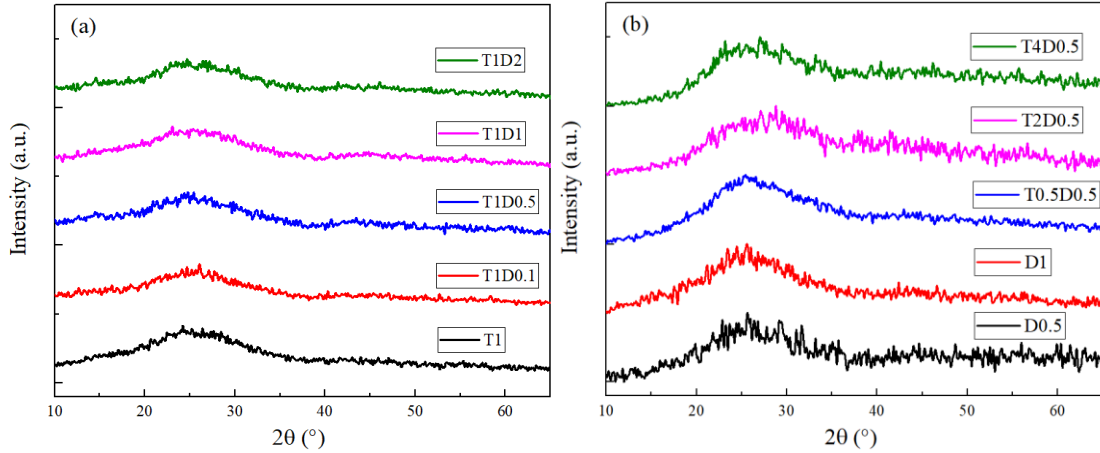 (a)
T1D2
T1D1
T1D0.5
T1D0.1
T1
Intensity (a.u.)
10 20 30 40 50 60
2θ (°)
(b)
T4D0.5
T2D0.5
T0.5D0.5
D1
D0.5
Intensity (a.u.)
10 20 30 40 50 60
2θ (°)